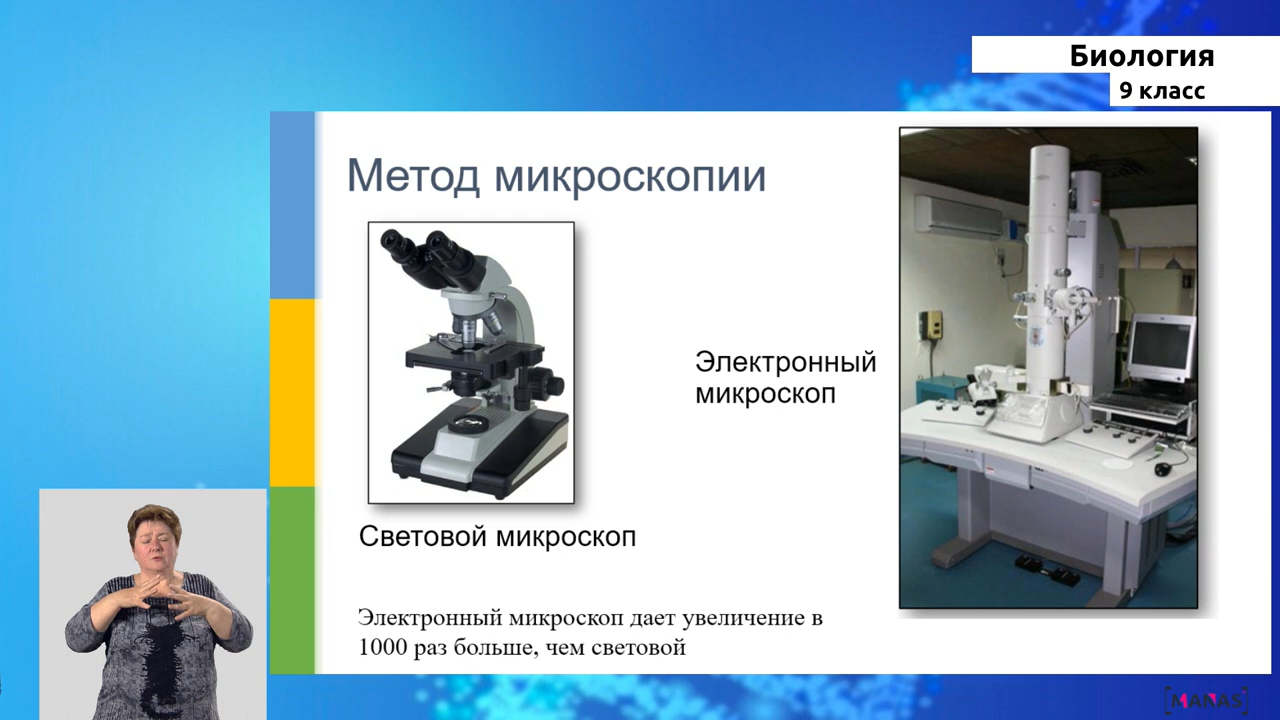 Биология
9 класс
Метод микроскопии
Электронный
микроскоп
Световой микроскоп
Электронный микроскоп дает увеличение в
1000 раз больше, чем световой
[MANAS]